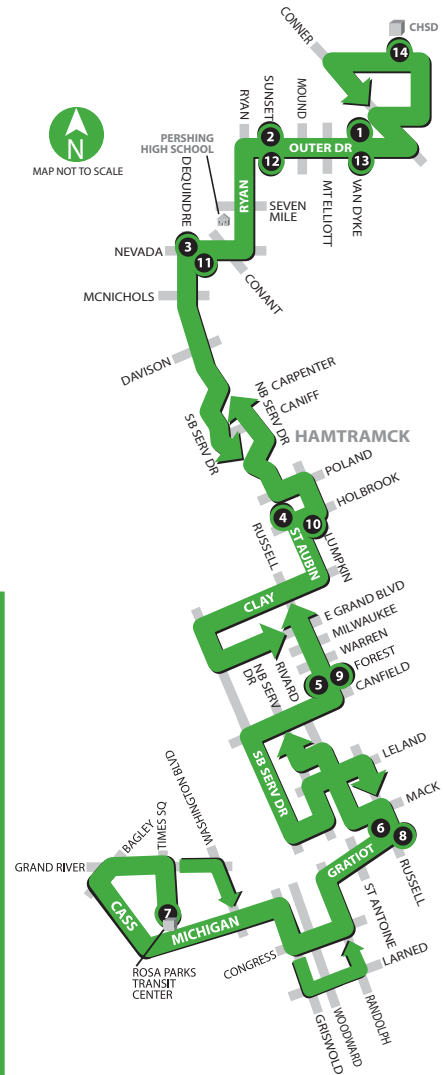 CONNER
CHSD
14
N
MAP NOT TO SCALE
RYAN
SUNSET
MOUND
2
1
OUTER DR
12
13
PERSHING
HIGH SCHOOL
DEQUINDRE
MT ELLIOTT
VAN DYKE
RYAN
SEVEN
MILE
3
NEVADA
11
CONANT
MCNICHOLS
DAVISON
CARPENTER
NB SERV DR
CANIFF
SB SERV DR
HAMTRAMCK
POLAND
HOLBROOK
4
10
ST AUBIN
LUMPKIN
RUSSELL
CLAY
E GRAND BLVD
MILWAUKEE
WARREN
FOREST
CANFIELD
NB SERV
DR
RIVARD
5
9
SB SERV DR
LELAND
MACK
6
8
RUSSELL
GRATIOT
WASHINGTON BLVD
TIMES SQ
BAGLEY
GRAND RIVER
CASS
7
MICHIGAN
ROSA PARKS
TRANSIT
CENTER
ST ANTOINE
CONGRESS
LARNED
RANDOLPH
WOODWARD
GRISWOLD